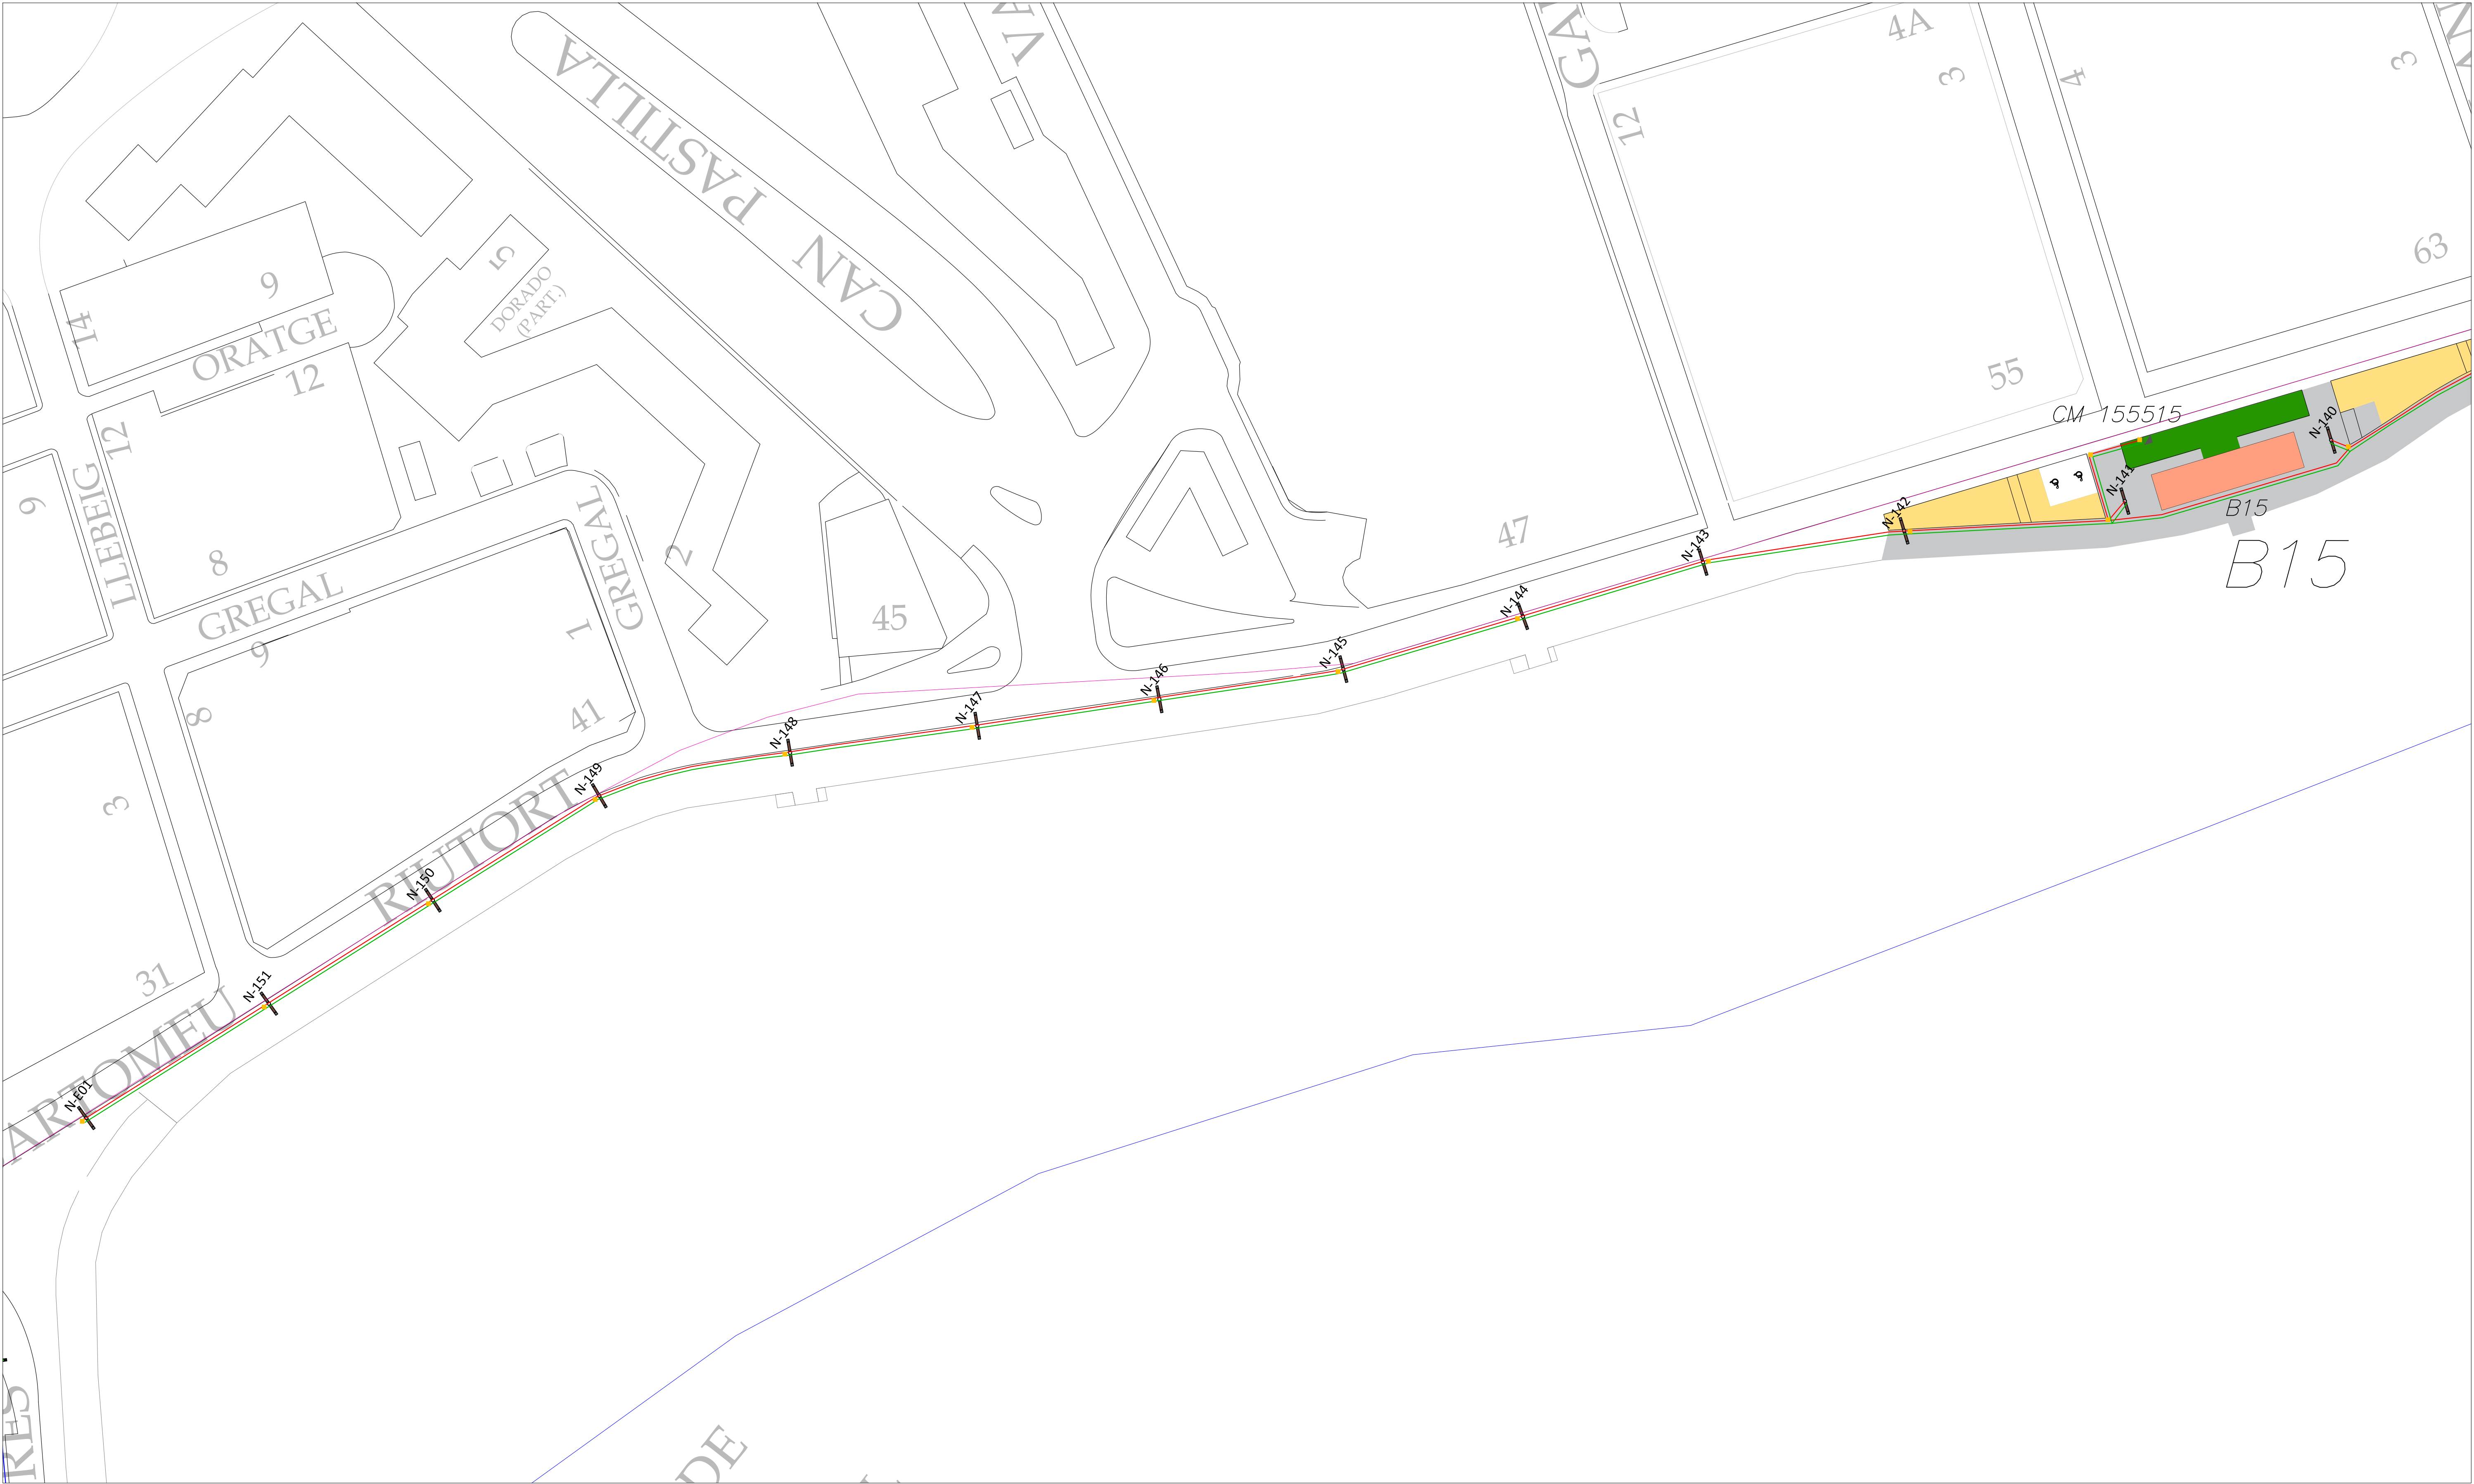 CAN PASTILLA
4A
3
4
3
12
63
14
9
5
DORADO
(PART.)
ORATGE
12
12
55
CM 155515
N-140
N-141
B15
B15
N-142
47
N-143
9
LLEBEIG
8
GREGAL
GREGAL
2
45
N-144
N-145
N-146
N-147
N-148
9
1
41
8
N-149
3
RIUTORT
N-150
31
N-151
ARTOMEU
N-E01
RES
DE